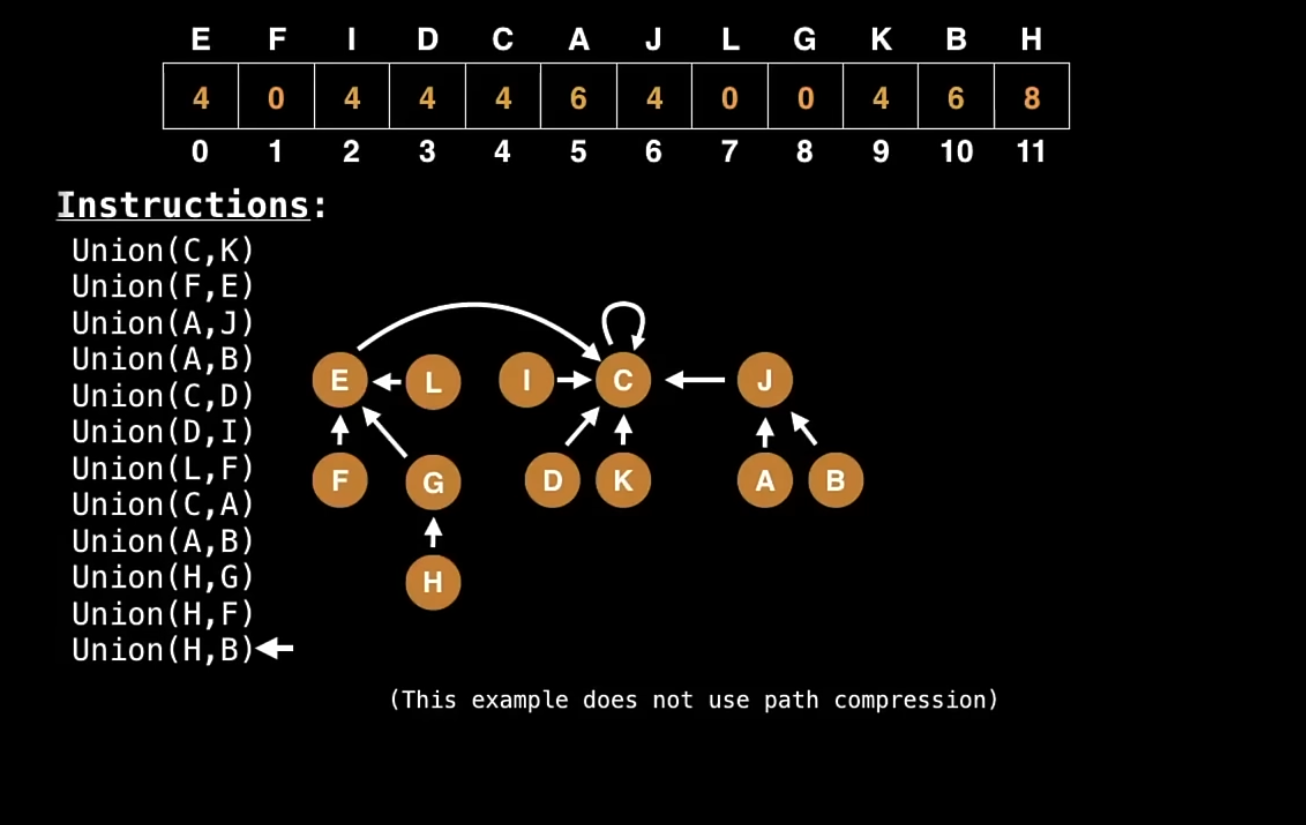 E F I D C A J L G K B H
4 0 4 4 4 6 4 0 0 4 6 8
0 1 2 3 4 5 6 7 8 9 10 11
Instructions:
Union(C,K)
Union(F,E)
Union(A,J)
Union(A,B)
Union(C,D)
Union(D,I)
Union(L,F)
Union(C,A)
Union(A,B)
Union(H,G)
Union(H,F)
Union(H,B)
E L I C J
F G D K A B
H
(This example does not use path compression)